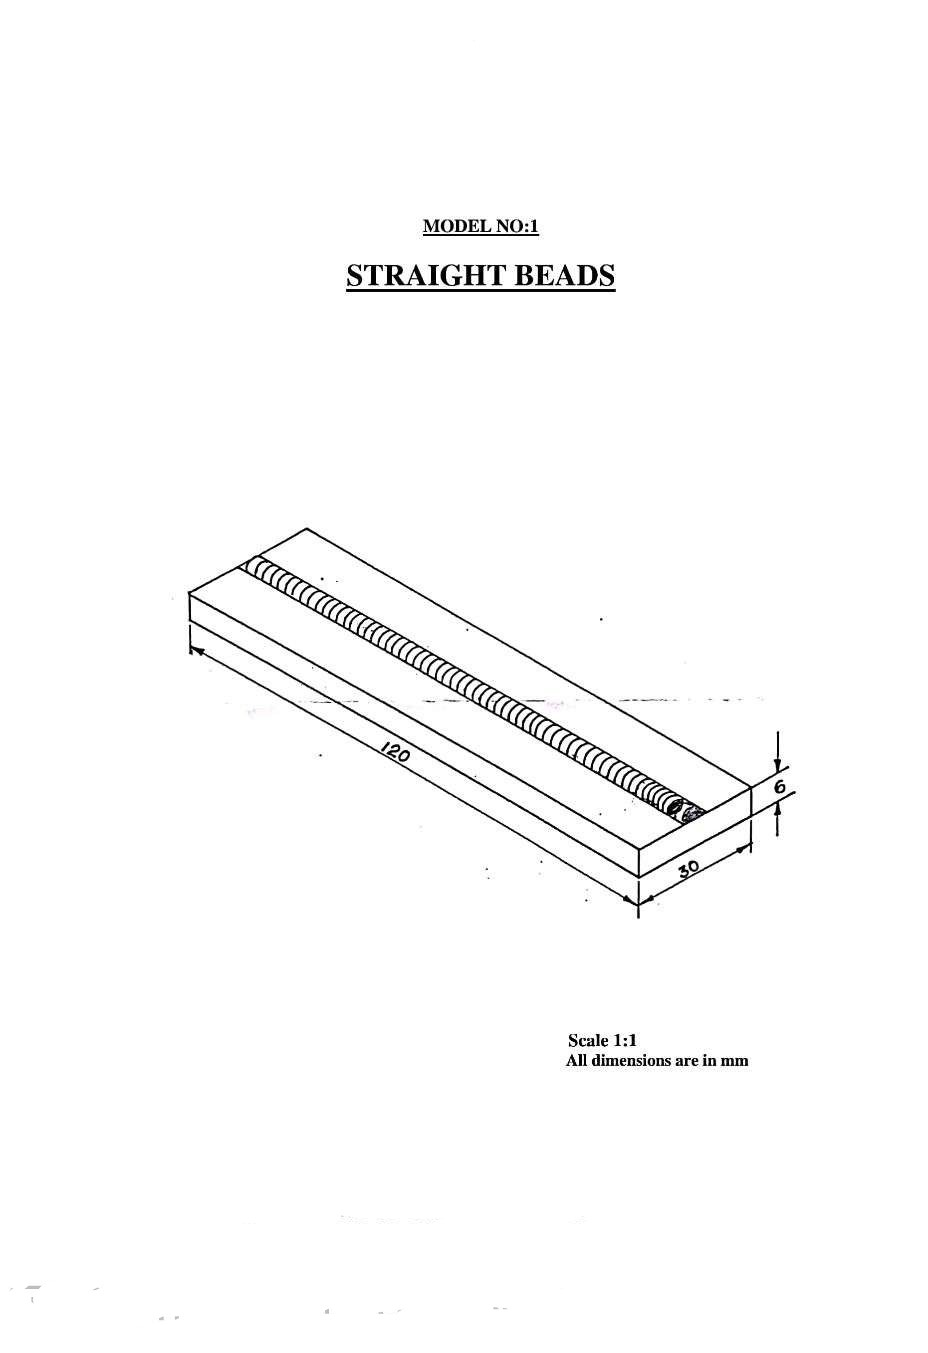 MODEL NO:1
STRAIGHT BEADS
120
6
30
Scale 1:1
All dimensions are in mm